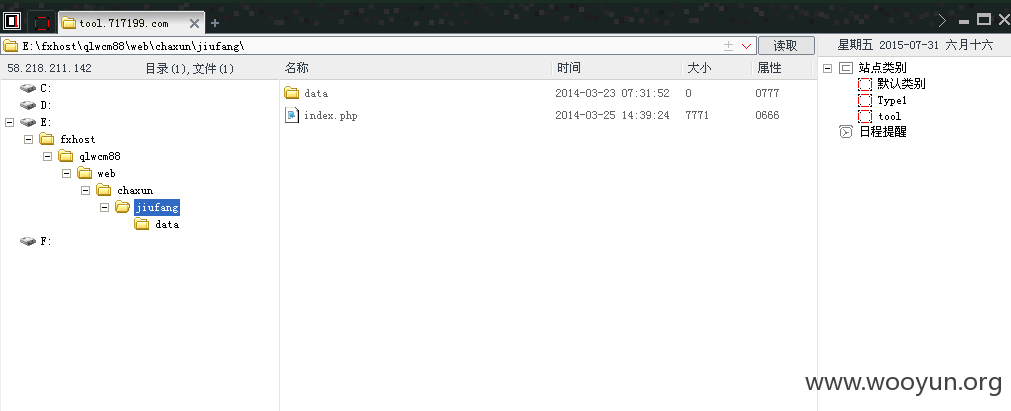 tool.717199.com
E:\fxhost\qlwcm88\web\chaxun\jiufang\ 读取 星期五 2015-07-31 六月十六
58.218.211.142 目录(1),文件(1) 名称 时间 大小 属性
C:
D:
E:
fxhost
qlwcm88
web
chaxun
jiufang
data
F:
data 2014-03-23 07:31:52 0 0777
index.php 2014-03-25 14:39:24 7771 0666
站点类别
默认类别
Type1
tool
日程提醒
www.wooyun.org